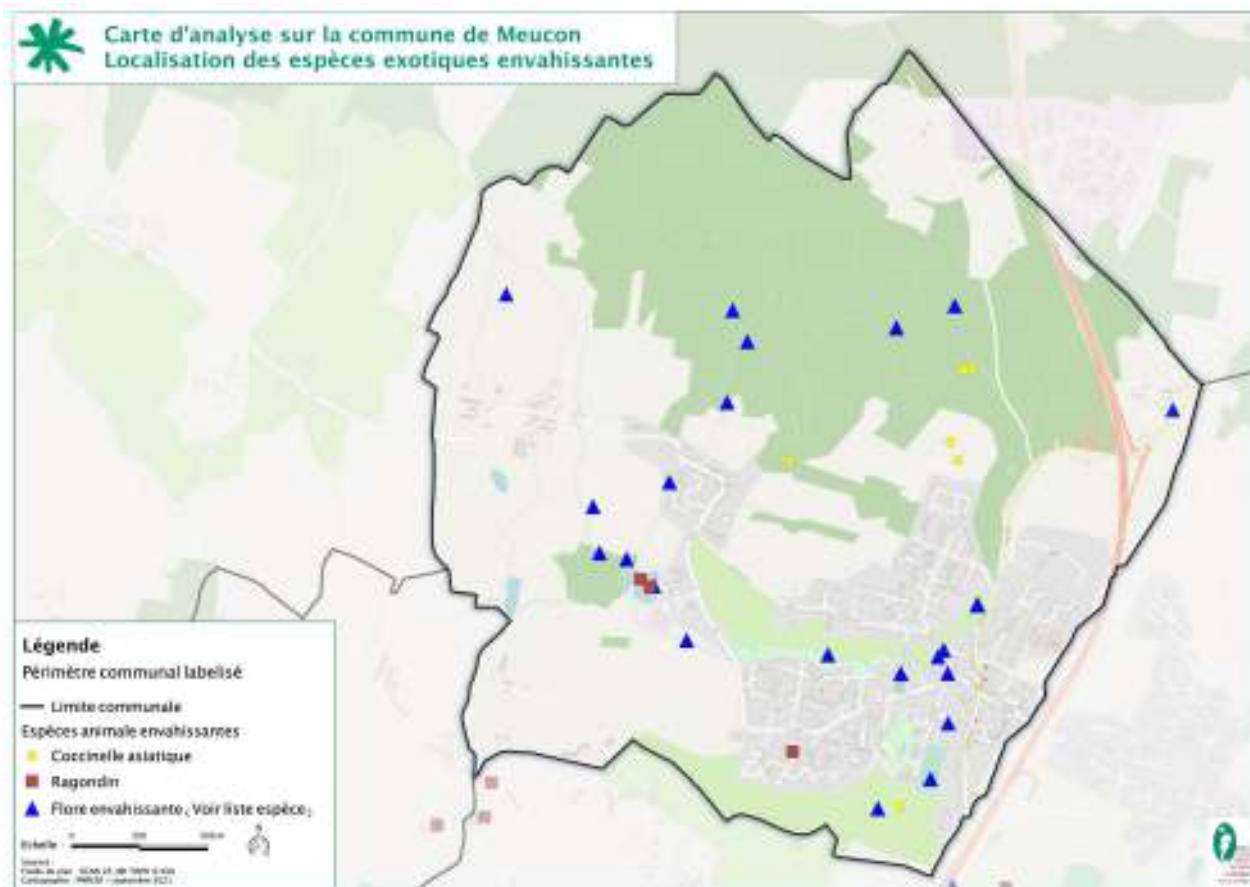 Carte d'analyse sur la commune de Meucon
Localisation des espèces exotiques envahissantes
Légende
Périmètre communal labelisé
Limite communale
Espèces animale envahissantes
Coccinelle asiatique
Ragondin
Flore envahissante ( Voir liste espèce )
Echelle 0